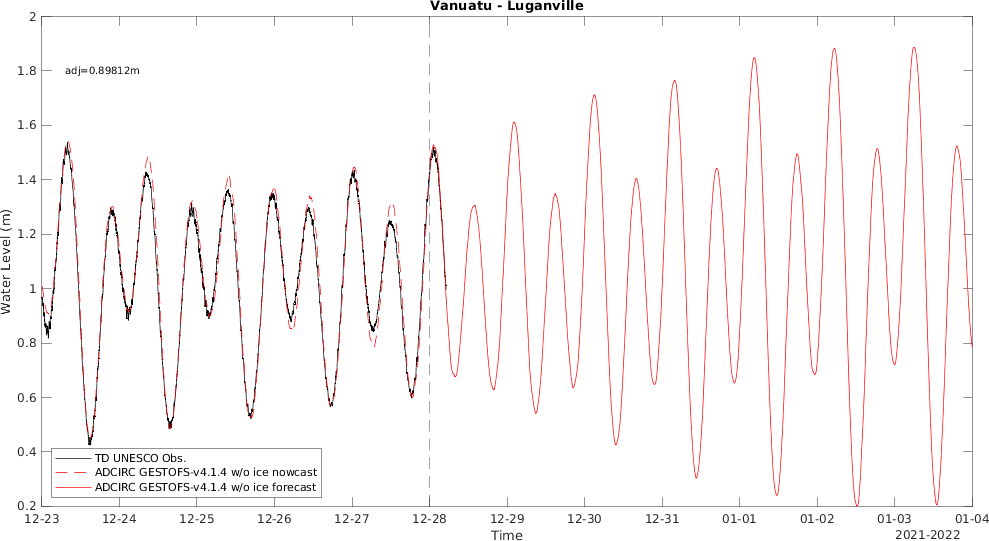 Vanuatu - Luganville
2
1.8
1.6
1.4
1.2
1
0.8
0.6
0.4
0.2
Water Level (m)
adj=0.89812m
TD UNESCO Obs.
ADCIRC GESTOFS-v4.1.4 w/o ice nowcast
ADCIRC GESTOFS-v4.1.4 w/o ice forecast
12-23 12-24 12-25 12-26 12-27 12-28 12-29 12-30 12-31 01-01 01-02 01-03 01-04
Time
2021-2022